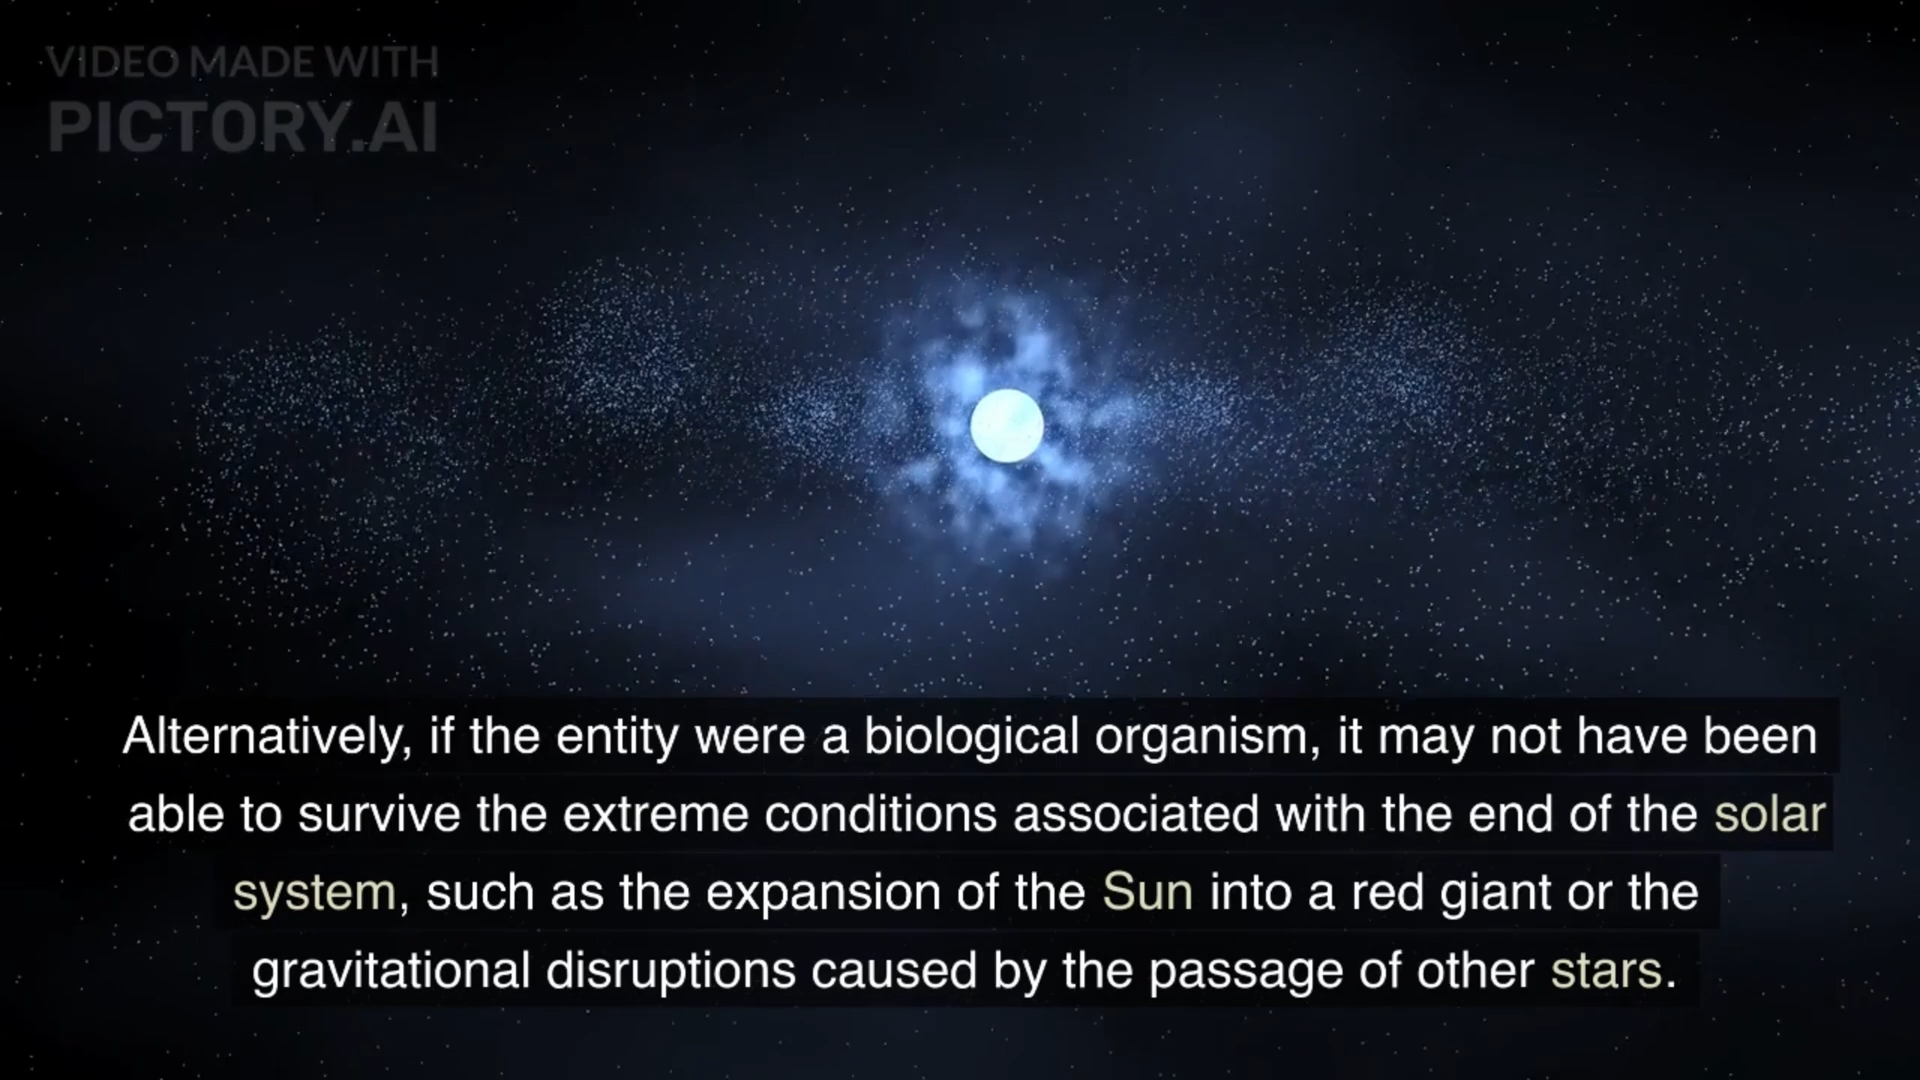 VIDEO MADE WITH
PICTORY.AI
Alternatively, if the entity were a biological organism, it may not have been
able to survive the extreme conditions associated with the end of the solar
system, such as the expansion of the Sun into a red giant or the
gravitational disruptions caused by the passage of other stars.